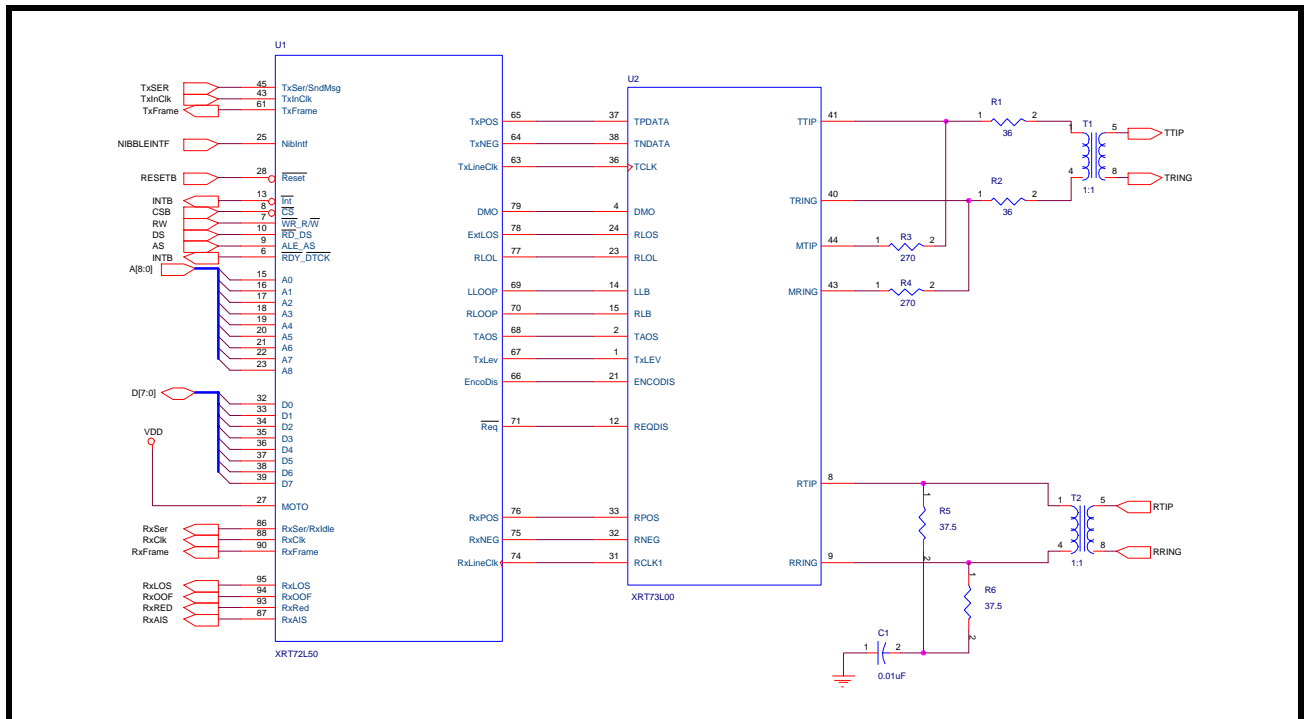 U1
TxSER 45 TxSer/SndMsg
TxInClk 43 TxInClk
TxFrame 61 TxFrame
NIBBLEINTF 25 NibIntf
RESETB 28 Reset
INTB 13 Int
CSB 8 CS
RW 7 WR_R/W
DS 10 RD_DS
AS 9 ALE_AS
INTB 6 RDY_DTCK
A[8:0]
15 A0
16 A1
17 A2
18 A3
19 A4
20 A5
21 A6
22 A7
23 A8
D[7:0]
32 D0
33 D1
34 D2
35 D3
36 D4
37 D5
38 D6
39 D7
VDD
27 MOTO
RxSer 86 RxSer/RxIdle
RxClk 88 RxClk
RxFrame 90 RxFrame
RxLOS 95 RxLOS
RxOOF 94 RxOOF
RxRED 93 RxRed
RxAIS 87 RxAIS
XRT72L50
U2
TxPOS 65 37 TPDATA
TxNEG 64 38 TNDATA
TxLineClk 63 36 TCLK
DMO 79 4 DMO
ExtLOS 78 24 RLOS
RLOL 77 23 RLOL
LLOOP 69 14 LLB
RLOOP 70 15 RLB
TAOS 68 2 TAOS
TxLev 67 1 TxLEV
EncoDis 66 21 ENCODIS
Req 71 12 REQDIS
RxPOS 76 33 RPOS
RxNEG 75 32 RNEG
RxLineClk 74 31 RCLK1
XRT73L00
TTIP 41
TRING 40
MTIP 44
MRING 43
RTIP 8
RRING 9
R1
1 2
36
R2
1 2
36
R3
1 2
270
R4
1 2
270
T1
1 5 TTIP
4 8 TRING
1:1
T2
1 5 RTIP
4 8 RRING
1:1
1
R5
37.5
2
1
R6
37.5
2
C1
1 2
0.01uF